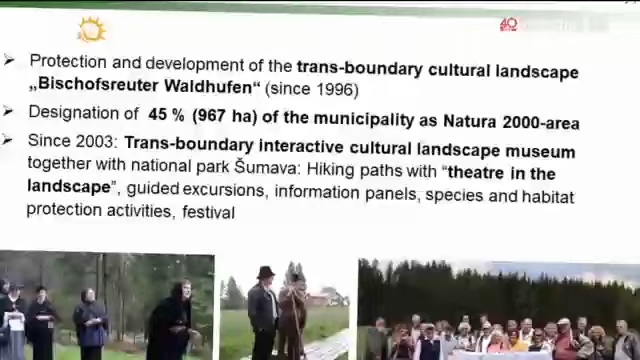 40
➢ Protection and development of the trans-boundary cultural landscape
„Bischofsreuter Waldhufen“ (since 1996)
➢ Designation of 45 % (967 ha) of the municipality as Natura 2000-area
➢ Since 2003: Trans-boundary interactive cultural landscape museum
together with national park Šumava: Hiking paths with “theatre in the
landscape”, guided excursions, information panels, species and habitat
protection activities, festival